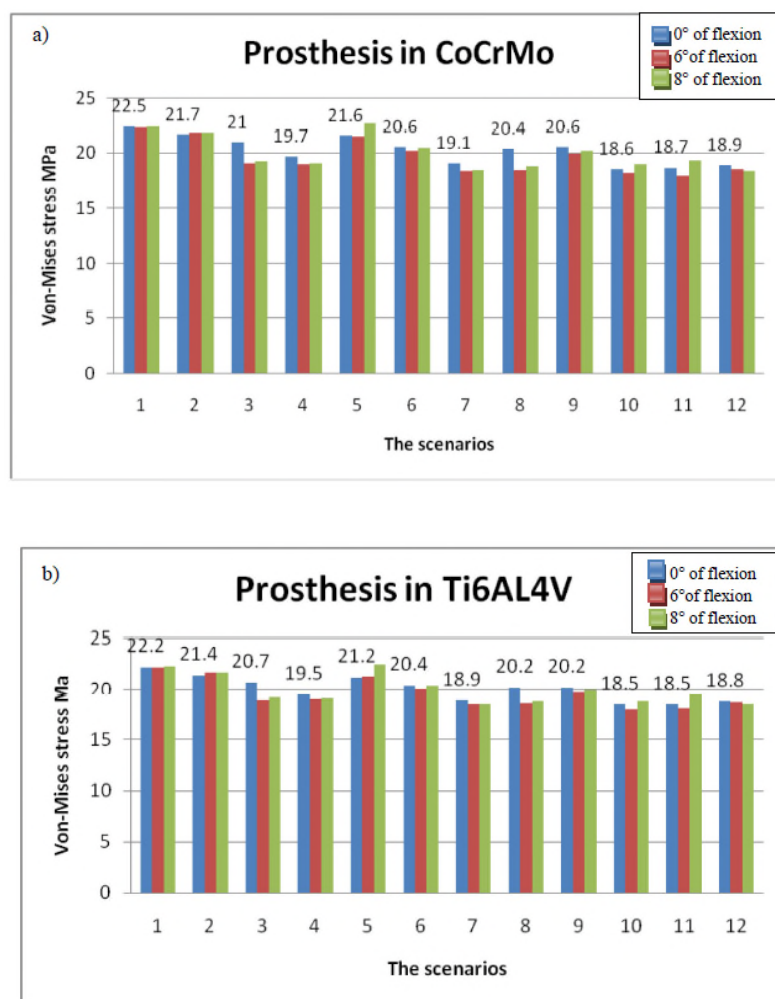 a)
Prosthesis in CoCrMo
0° of flexion
6°of flexion
8° of flexion
Von-Mises stress MPa
25
20
15
10
5
0
22.5 21.7 21 19.7 21.6 20.6 19.1 20.4 20.6 18.6 18.7 18.9
1 2 3 4 5 6 7 8 9 10 11 12
The scenarios
b)
Prosthesis in Ti6AL4V
0° of flexion
6°of flexion
8° of flexion
Von-Mises stress Ma
25
20
15
10
5
0
22.2 21.4 20.7 19.5 21.2 20.4 18.9 20.2 20.2 18.5 18.5 18.8
1 2 3 4 5 6 7 8 9 10 11 12
The scenarios